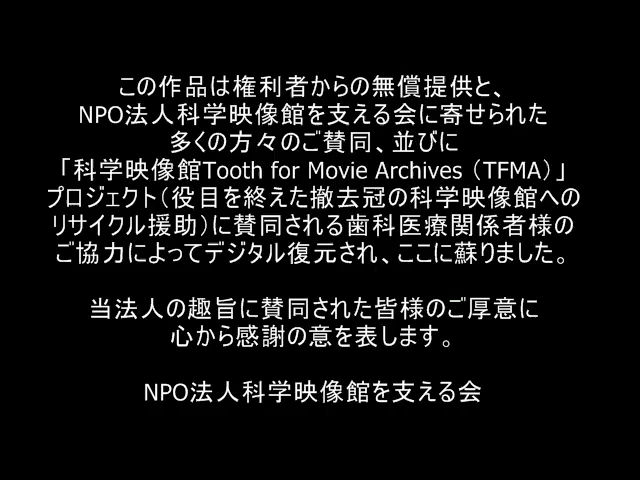 この作品は権利者からの無償提供と、
NPO法人科学映像館を支える会に寄せられた
多くの方々のご賛同、並びに
「科学映像館Tooth for Movie Archives（TFMA）」
プロジェクト（役目を終えた撤去冠の科学映像館への
リサイクル援助）に賛同される歯科医療関係者様の
ご協力によってデジタル復元され、ここに蘇りました。
当法人の趣旨に賛同された皆様のご厚意に
心から感謝の意を表します。
NPO法人科学映像館を支える会